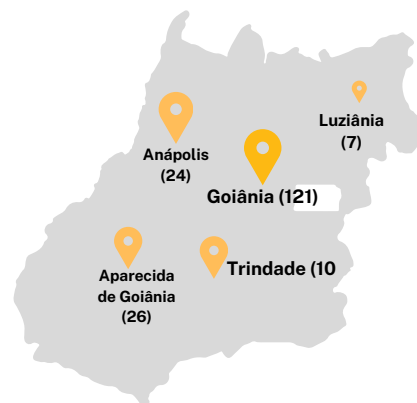 Luziânia
(7)
Anápolis
(24)
Goiânia (121)
Trindade (10
Aparecida
de Goiânia
(26)